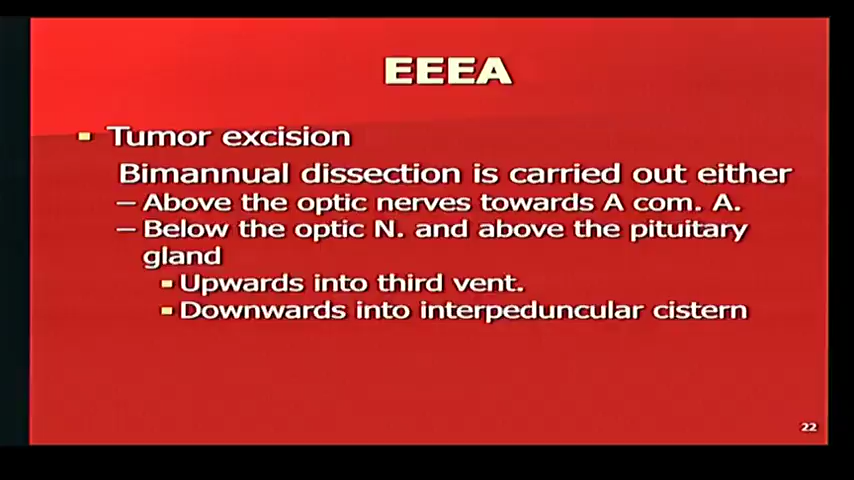 EEEA
Tumor excision
Bimannual dissection is carried out either
– Above the optic nerves towards A com. A.
– Below the optic N. and above the pituitary
gland
Upwards into third vent.
Downwards into interpeduncular cistern
22